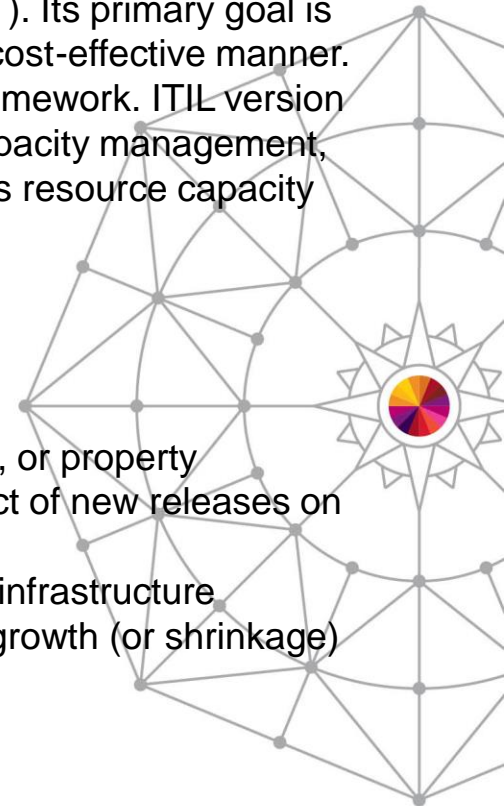 ). Its primary goal is
cost-effective manner.
mework. ITIL version
pacity management,
s resource capacity
, or property
ct of new releases on
infrastructure
growth (or shrinkage)